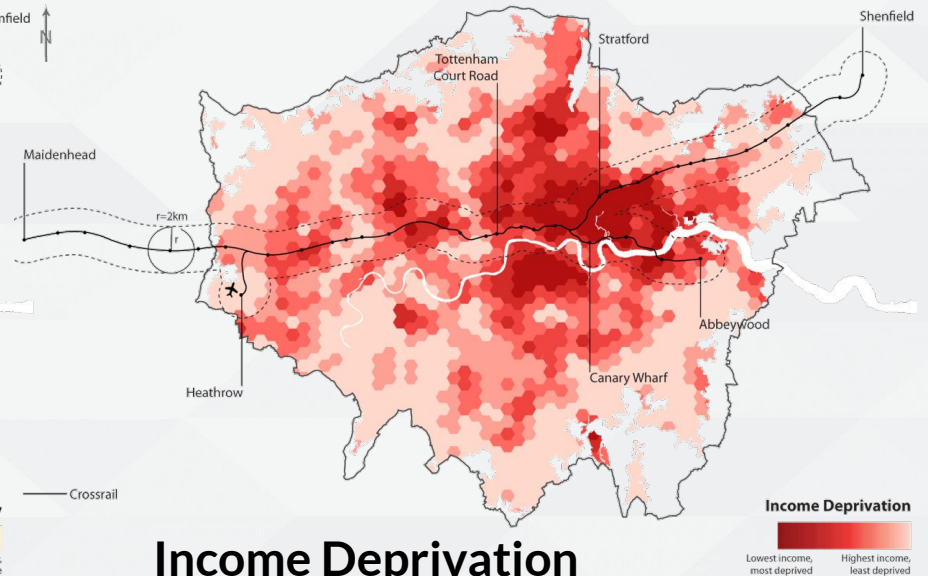 nfield
N
Shenfield
Stratford
Tottenham
Court Road
Maidenhead
r=2km
r
Abbeywood
Canary Wharf
Heathrow
Crossrail
Income Deprivation
Lowest income,
most deprived
Highest income,
least deprived
Income Deprivation